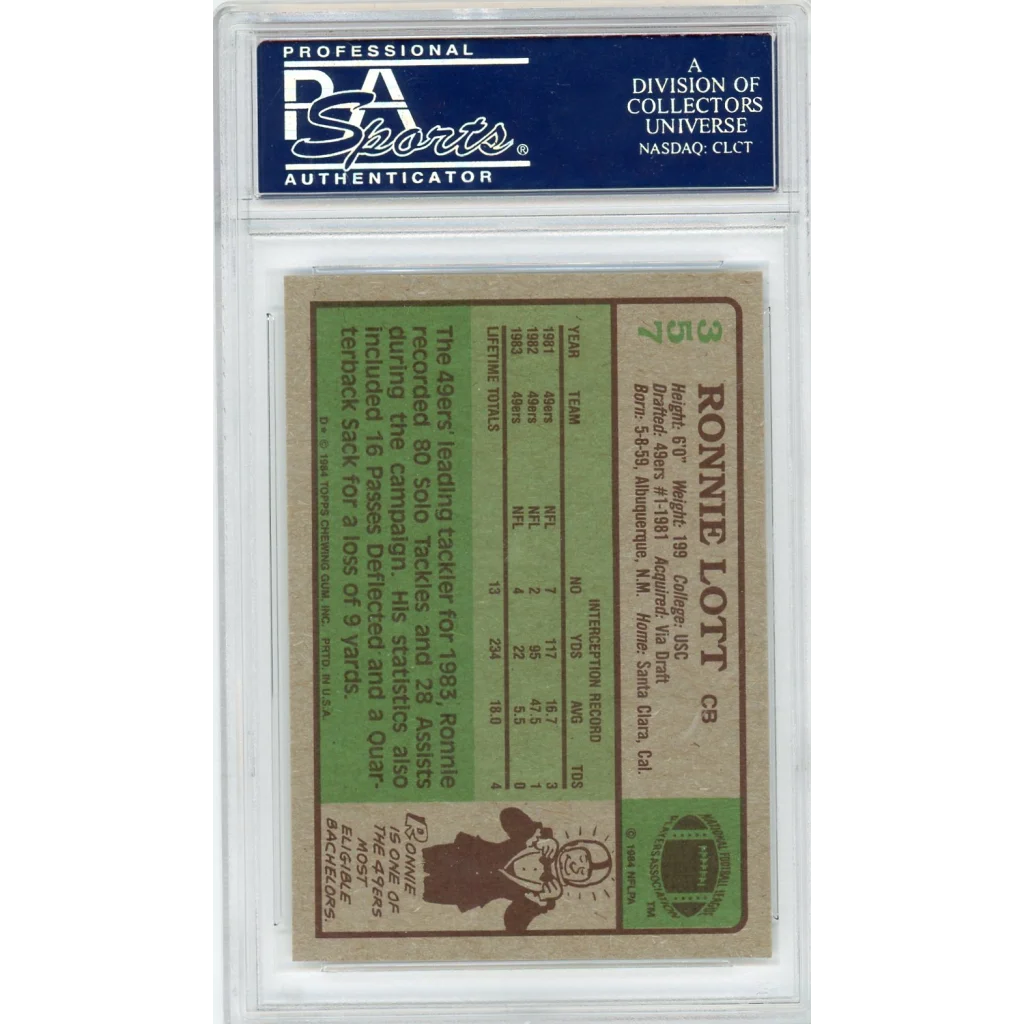 PROFESSIONAL
PSA
Sports®
AUTHENTICATOR
A
DIVISION OF
COLLECTORS
UNIVERSE
NASDAQ: CLCT
357
RONNIE LOTT CB
Height: 6'0" Weight: 199 College: USC
Drafted: 49ers #1-1981 Acquired: Via Draft
Born: 5-8-59, Albuquerque, N.M. Home: Santa Clara, Cal.
NATIONAL FOOTBALL LEAGUE
PLAYERS ASSOCIATION
TM
© 1984 NFLPA
INTERCEPTION RECORD
YEAR TEAM NO YDS AVG TDS
1981 49ers NFL 7 117 16.7 3
1982 49ers NFL 2 95 47.5 1
1983 49ers NFL 4 22 5.5 0
LIFETIME TOTALS 13 234 18.0 4
The 49ers' leading tackler for 1983, Ronnie
recorded 80 Solo Tackles and 28 Assists
during the campaign. His statistics also
included 16 Passes Deflected and a Quar-
terback Sack for a loss of 9 yards.
D* © 1984 TOPPS CHEWING GUM, INC. PRTD. IN U.S.A.
RONNIE
IS ONE OF
THE 49ERS
MOST
ELIGIBLE
BACHELORS.